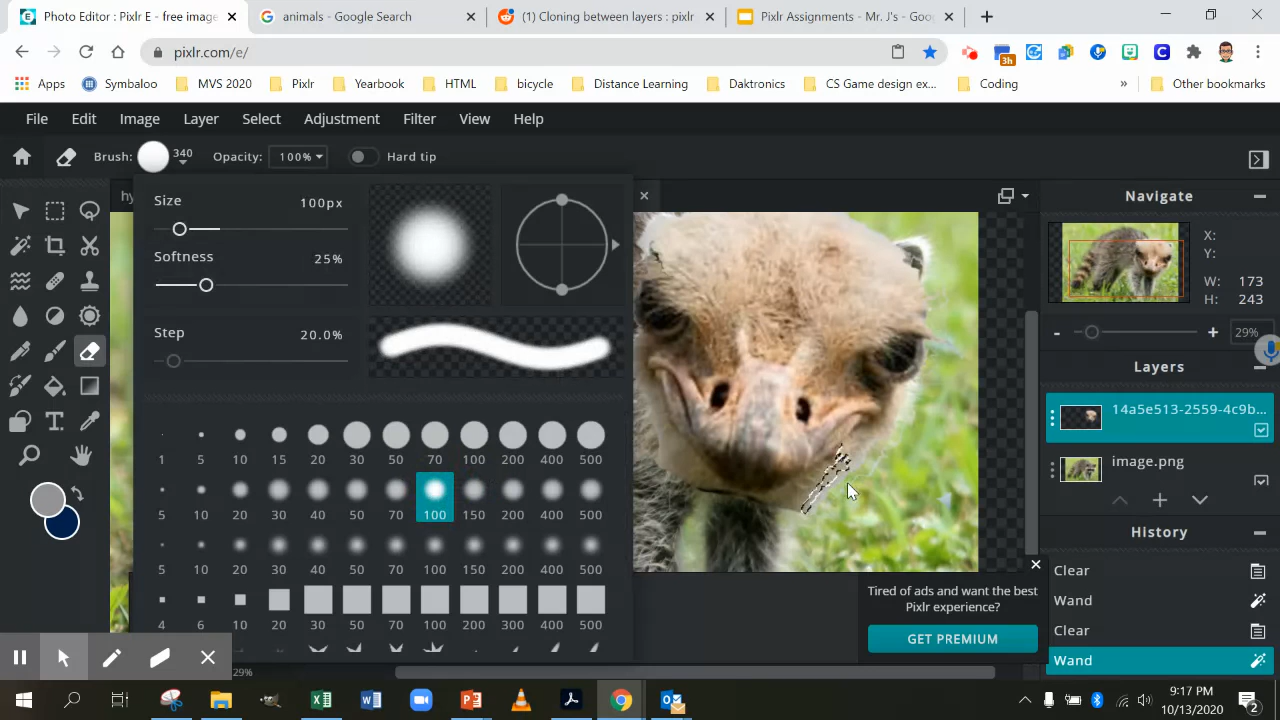 Photo Editor : Pixlr E - free image
animals - Google Search
(1) Cloning between layers : pixlr
Pixlr Assignments - Mr. J's - Goo
pixlr.com/e/
3h
Apps Symbaloo MVS 2020 Pixlr Yearbook HTML bicycle Distance Learning Daktronics CS Game design ex... Coding » Other bookmarks
File Edit Image Layer Select Adjustment Filter View Help
Brush: 340 Opacity: 100% Hard tip
hy
Size 100px
Softness 25%
Step 20.0%
1 5 10 15 20 30 50 70 100 200 400 500
5 10 20 30 40 50 70 100 150 200 400 500
5 10 20 30 40 50 70 100 200 300 400 500
4 6 10 20 30 50 70 100 200 300 400 500
Navigate
X:
Y:
W: 173
H: 243
- + 29%
Layers
14a5e513-2559-4c9b...
image.png
History
Clear
Wand
Clear
Wand
Tired of ads and want the best
Pixlr experience?
GET PREMIUM
29%
9:17 PM
10/13/2020
2